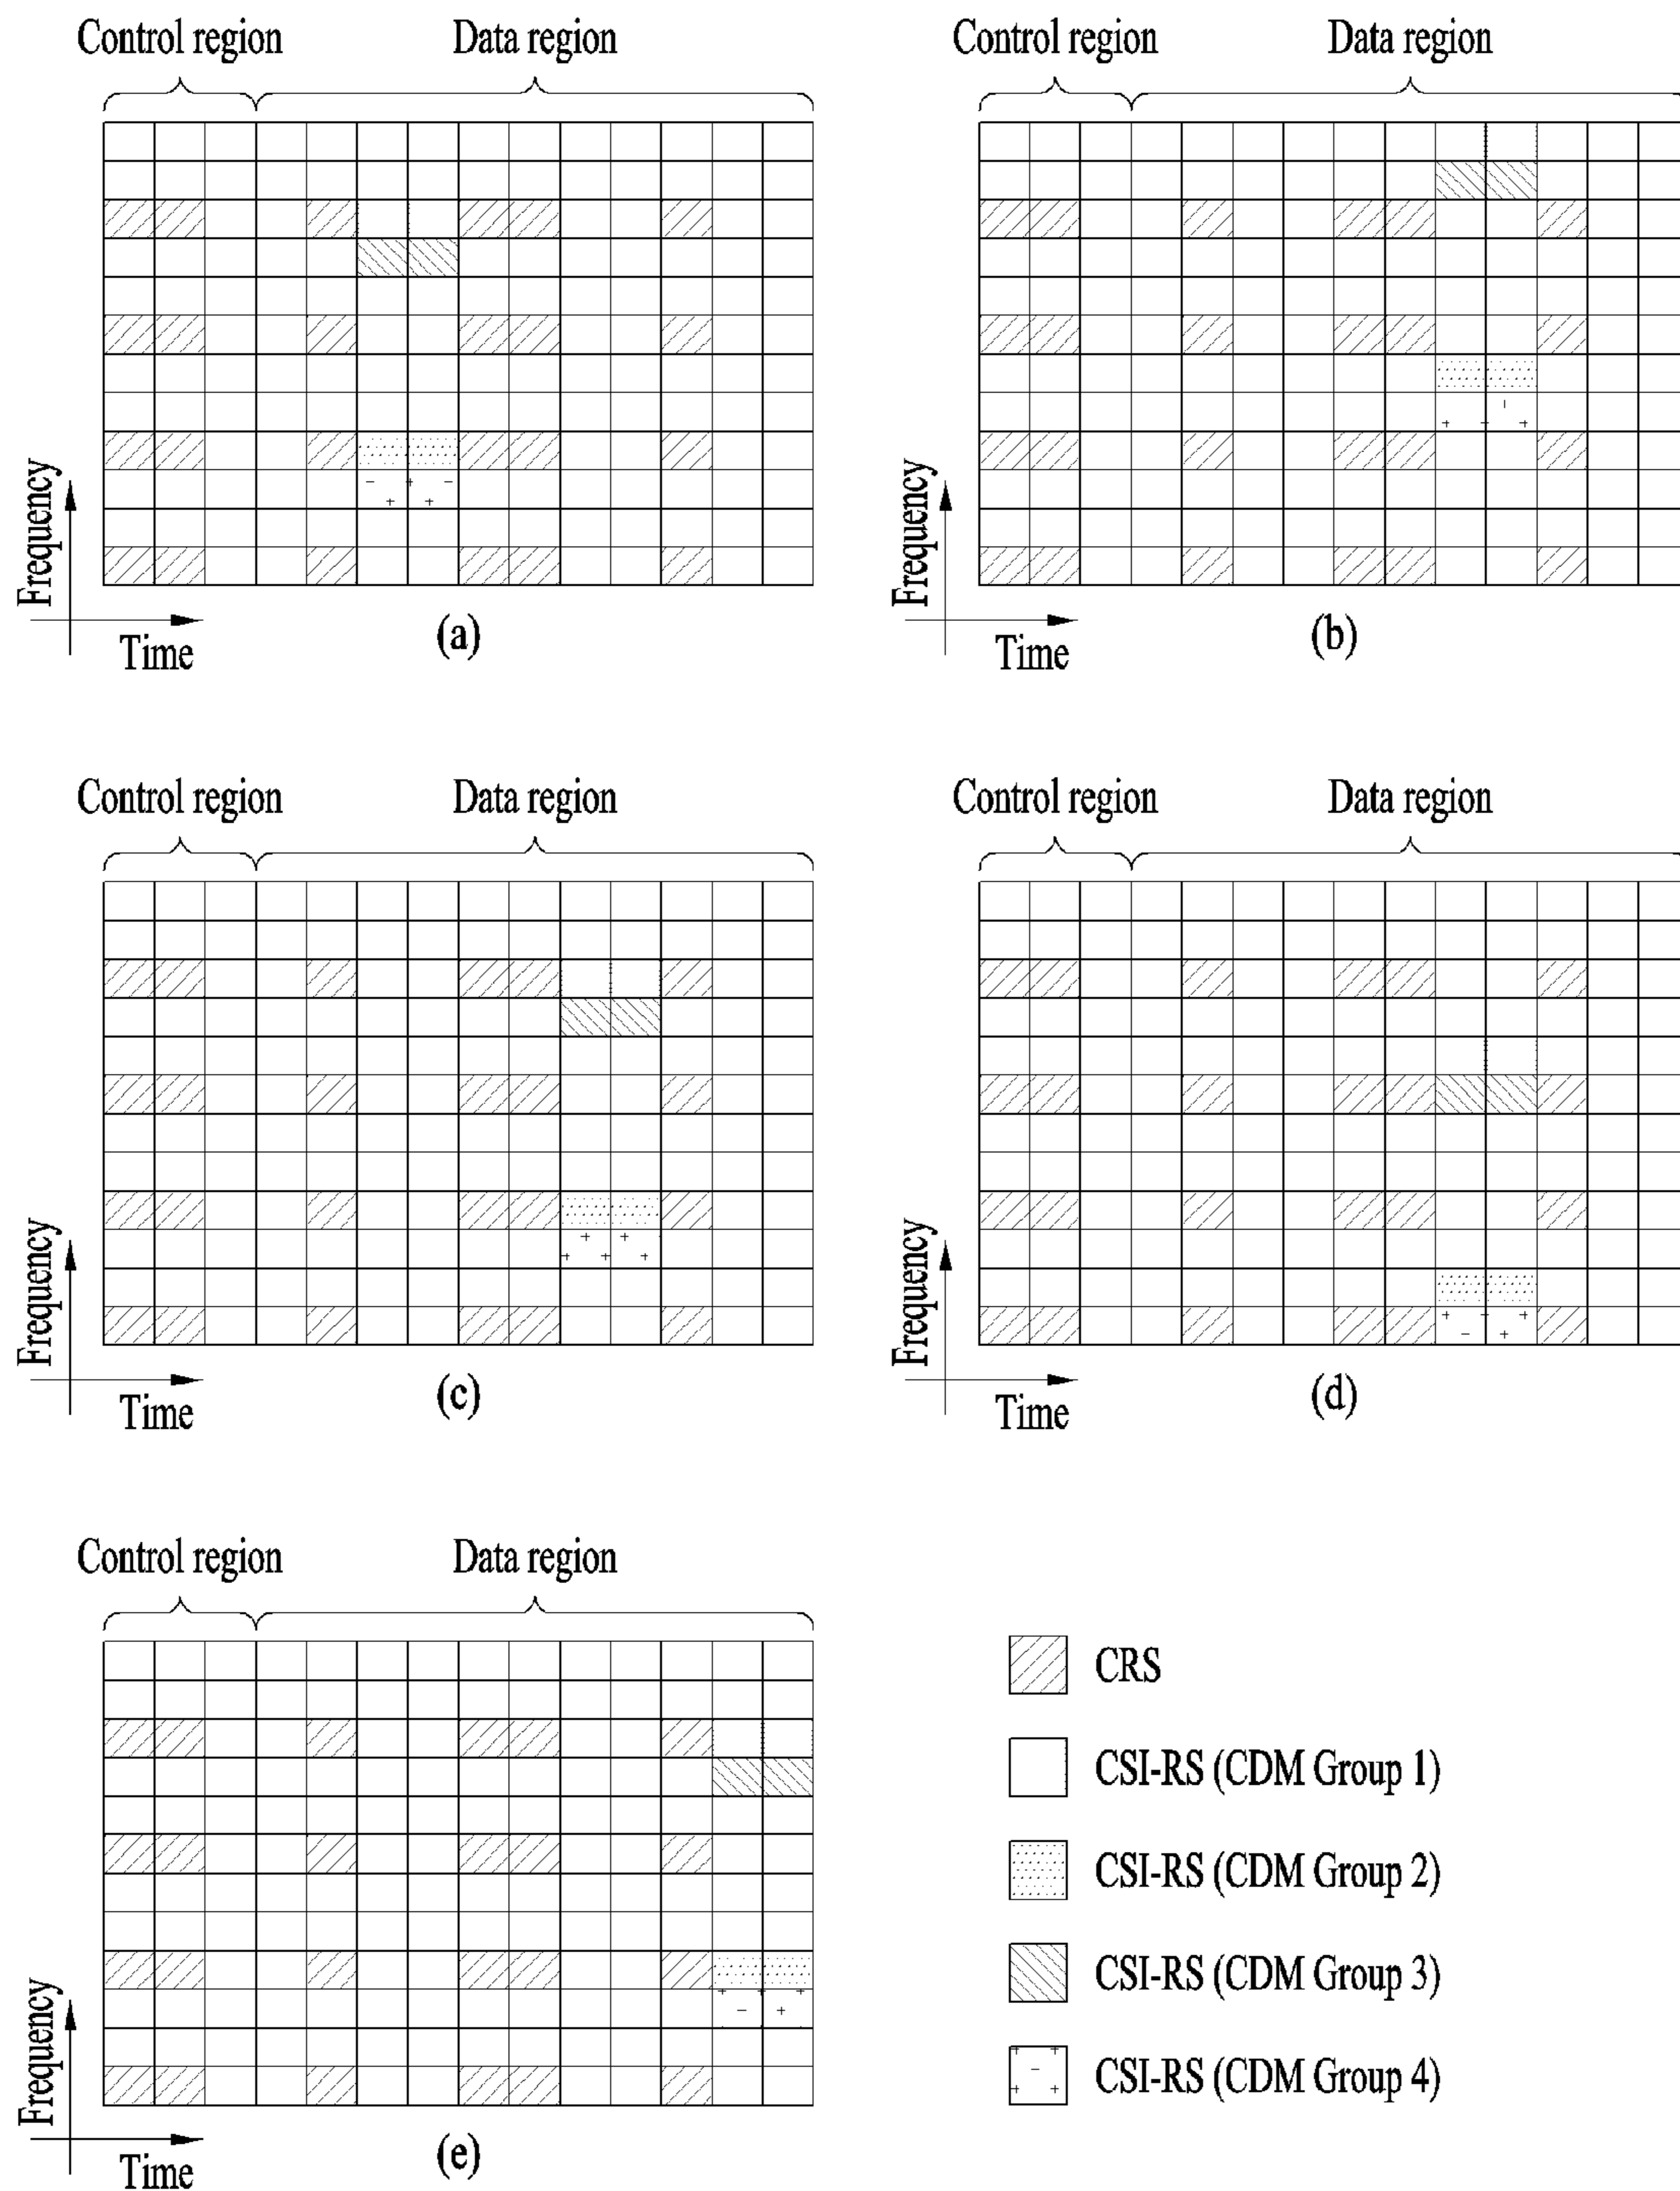 Control region Data region
Control region Data region
Frequency
Time
(a)
Frequency
Time
(b)
Control region Data region
Control region Data region
Frequency
Time
(c)
Frequency
Time
(d)
Control region Data region
Frequency
Time
(e)
CRS
CSI-RS (CDM Group 1)
CSI-RS (CDM Group 2)
CSI-RS (CDM Group 3)
CSI-RS (CDM Group 4)